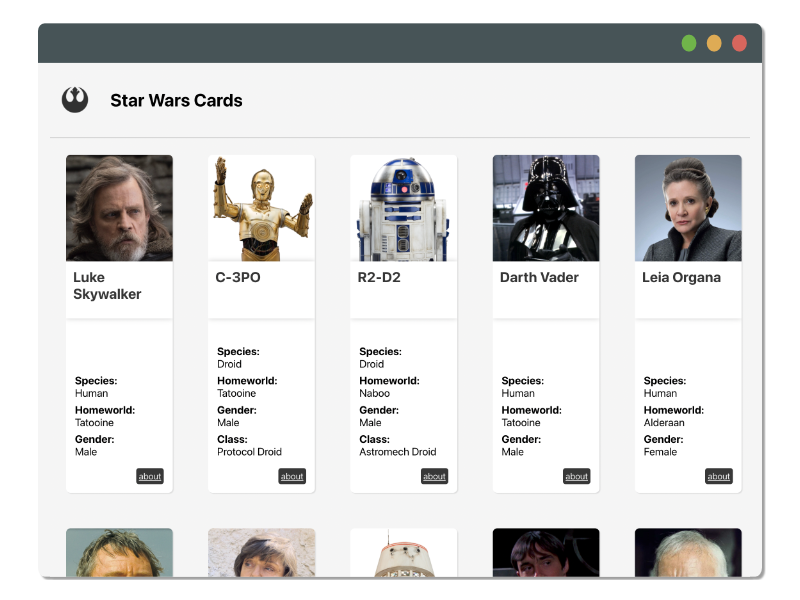 Star Wars Cards
Luke
Skywalker
Species:
Human
Homeworld:
Tatooine
Gender:
Male
about
C-3PO
Species:
Droid
Homeworld:
Tatooine
Gender:
Male
Class:
Protocol Droid
about
R2-D2
Species:
Droid
Homeworld:
Naboo
Gender:
Male
Class:
Astromech Droid
about
Darth Vader
Species:
Human
Homeworld:
Tatooine
Gender:
Male
about
Leia Organa
Species:
Human
Homeworld:
Alderaan
Gender:
Female
about